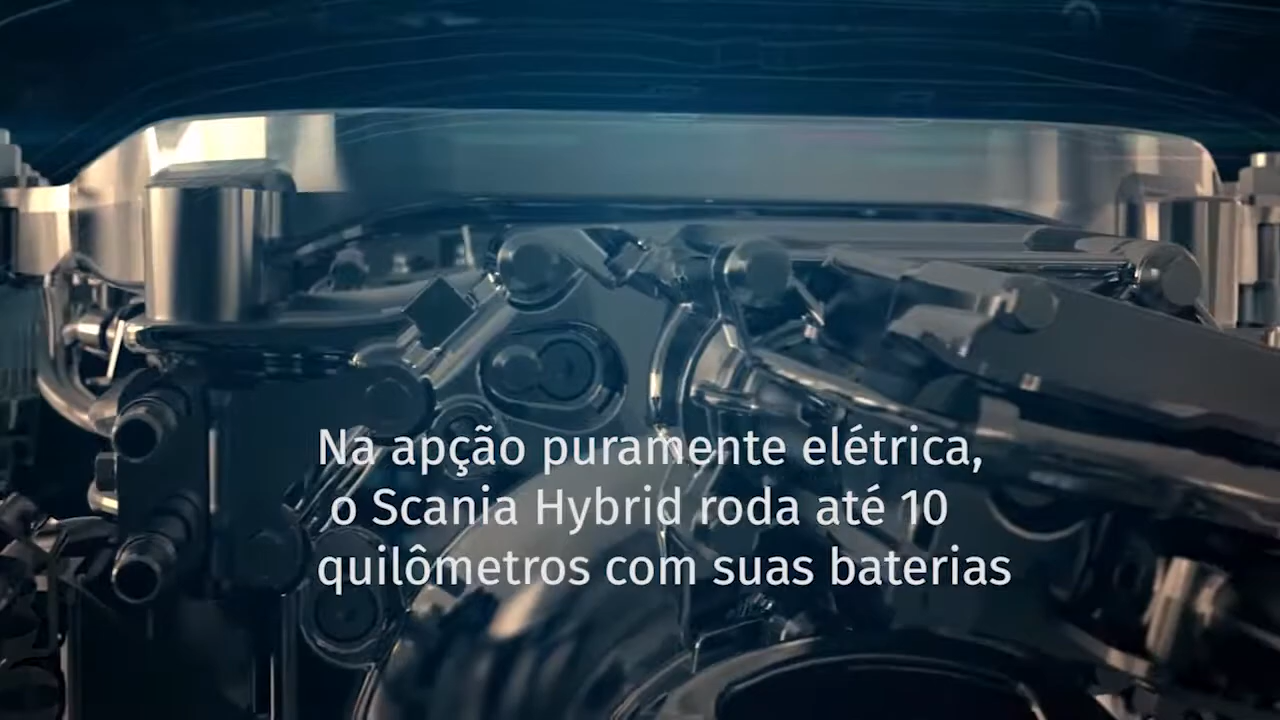 Na apção puramente elétrica,
o Scania Hybrid roda até 10
quilômetros com suas baterias